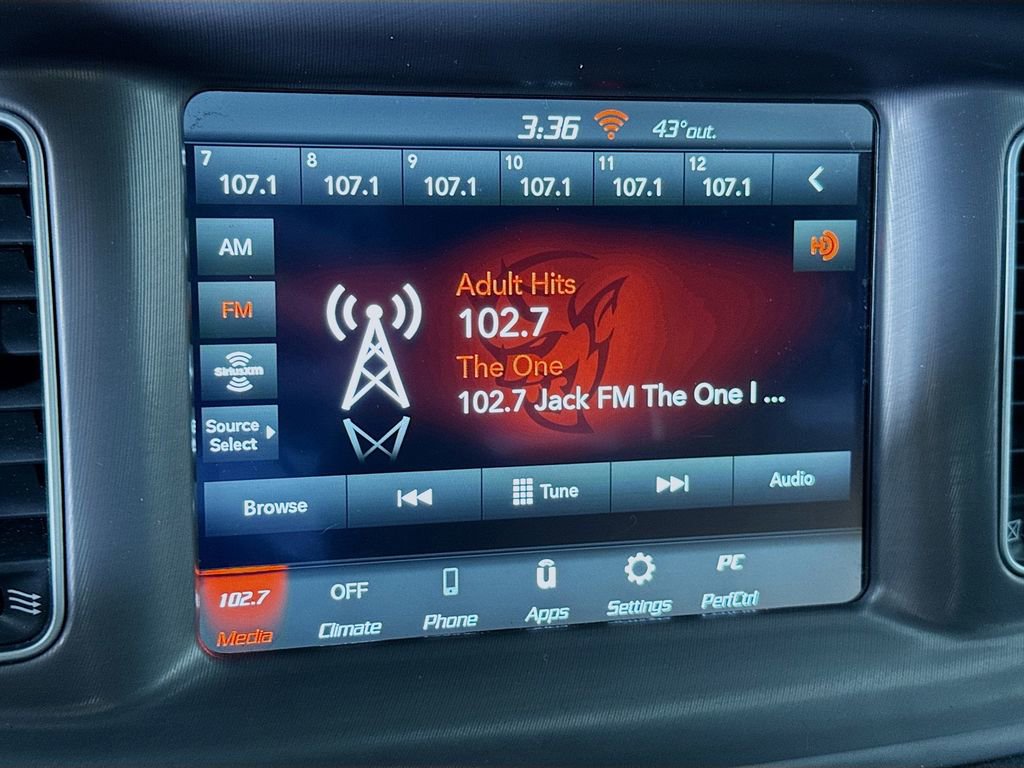 3:36 43°out.
7 8 9 10 11 12
107.1 107.1 107.1 107.1 107.1 107.1
AM
FM
SiriusXM
Source
Select
HD
Adult Hits
102.7
The One
102.7 Jack FM The One I ...
Browse Tune Audio
102.7 OFF PC
Media Climate Phone Apps Settings PerfCtrl